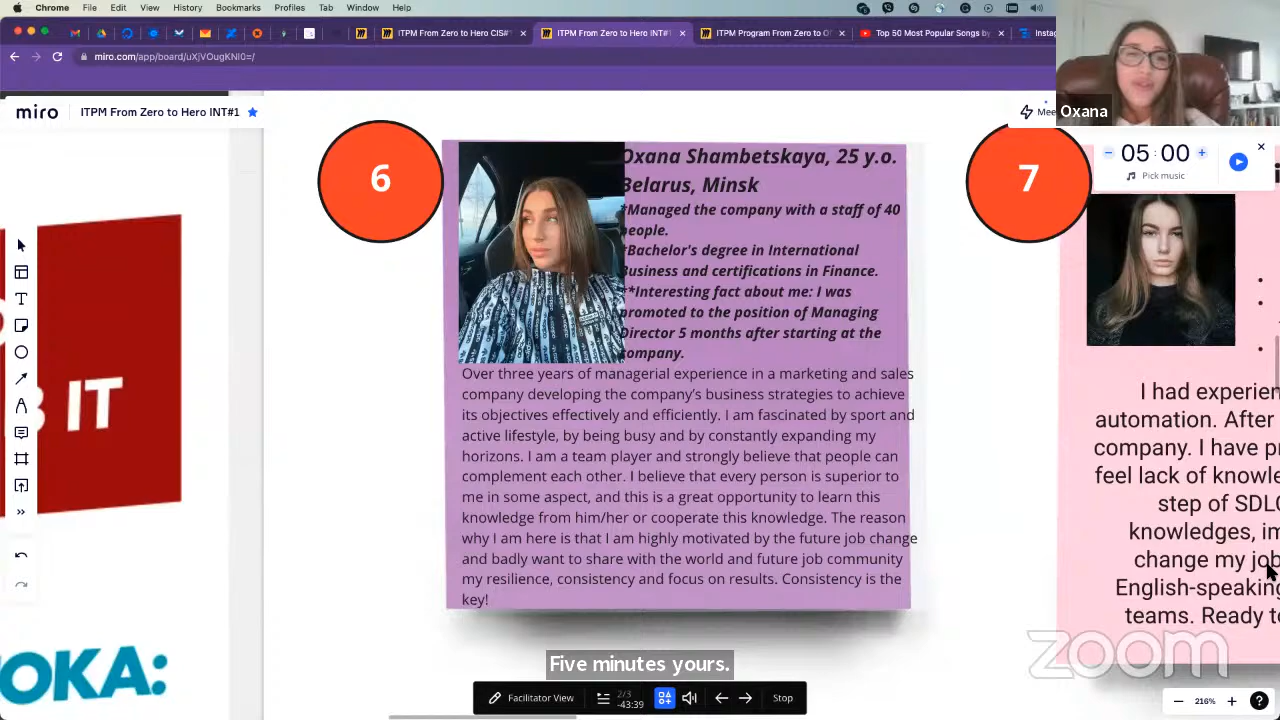 Chrome File Edit View History Bookmarks Profiles Tab Window Help
ITPM From Zero to Hero CIS#
ITPM From Zero to Hero INT#1
ITPM Program From Zero to O
Top 50 Most Popular Songs by
Insta
miro.com/app/board/uXjVOugKNI0=/
miro
ITPM From Zero to Hero INT#1
Mee
Oxana
05 : 00
Pick music
6
7
IT
OKA:
Oxana Shambetskaya, 25 y.o.
Belarus, Minsk
*Managed the company with a staff of 40
people.
*Bachelor's degree in International
Business and certifications in Finance.
**Interesting fact about me: I was
promoted to the position of Managing
Director 5 months after starting at the
company.
Over three years of managerial experience in a marketing and sales
company developing the company's business strategies to achieve
its objectives effectively and efficiently. I am fascinated by sport and
active lifestyle, by being busy and by constantly expanding my
horizons. I am a team player and strongly believe that people can
complement each other. I believe that every person is superior to
me in some aspect, and this is a great opportunity to learn this
knowledge from him/her or cooperate this knowledge. The reason
why I am here is that I am highly motivated by the future job change
and badly want to share with the world and future job community
my resilience, consistency and focus on results. Consistency is the
key!
I had experien
automation. After
company. I have pr
feel lack of knowle
step of SDLC
knowledges, im
change my job
English-speaking
teams. Ready to
Five minutes yours.
zoom
Facilitator View
2/3
-43:39
Stop
216%